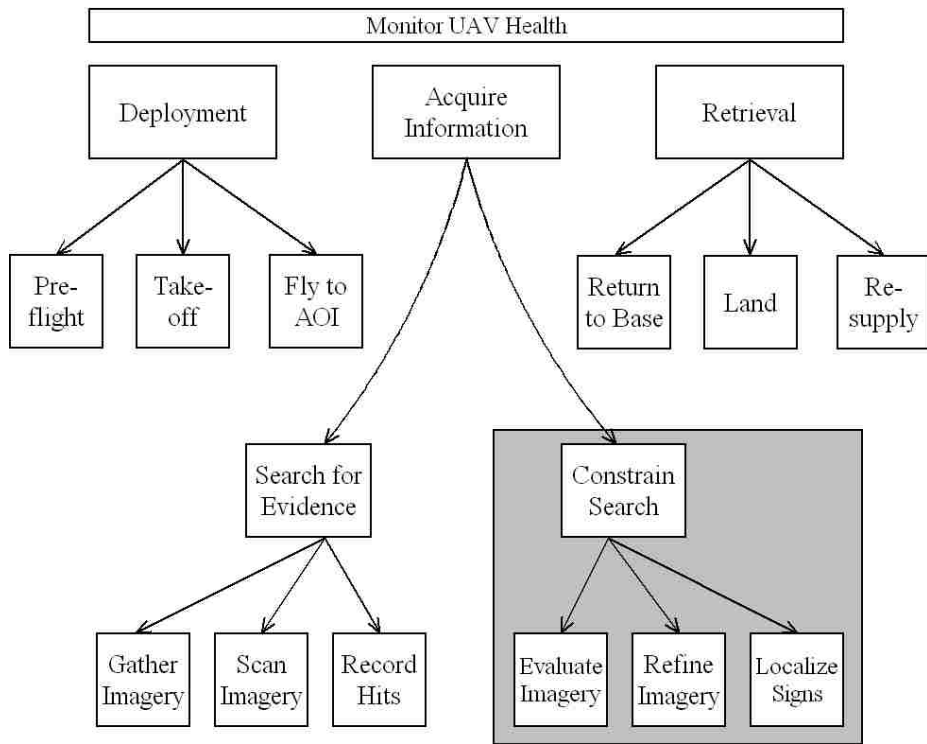 Monitor UAV Health
Deployment
Acquire
Information
Retrieval
Pre-
flight
Take-
off
Fly to
AOI
Return
to Base
Land
Re-
supply
Search for
Evidence
Constrain
Search
Gather
Imagery
Scan
Imagery
Record
Hits
Evaluate
Imagery
Refine
Imagery
Localize
Signs